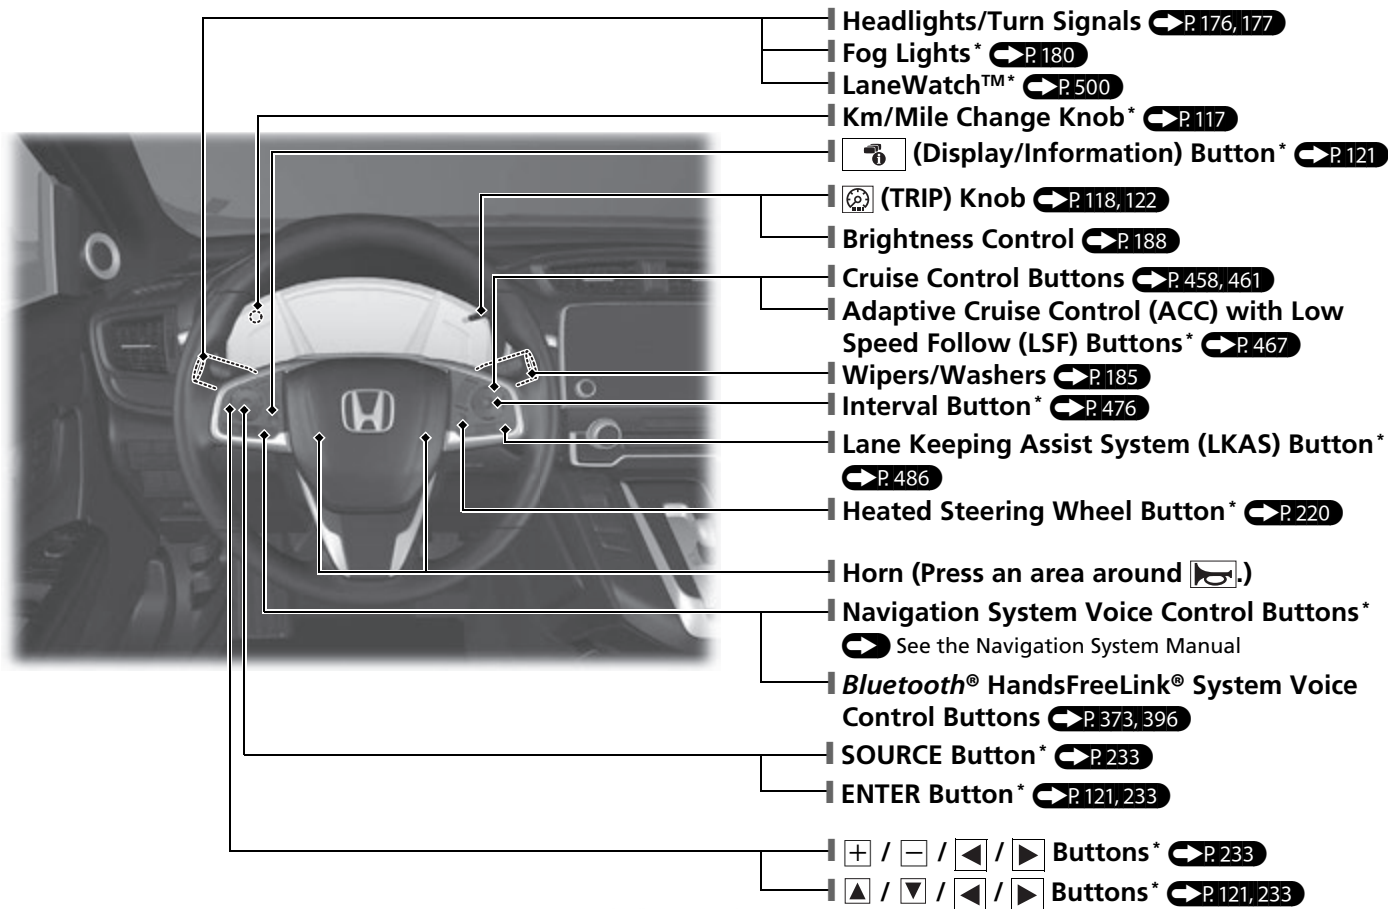 Headlights/Turn Signals P. 176, 177
Fog Lights* P. 180
LaneWatch™* P. 500
Km/Mile Change Knob* P. 117
(Display/Information) Button* P. 121
(TRIP) Knob P. 118, 122
Brightness Control P. 188
Cruise Control Buttons P. 458, 461
Adaptive Cruise Control (ACC) with Low
Speed Follow (LSF) Buttons* P. 467
Wipers/Washers P. 185
Interval Button* P. 476
Lane Keeping Assist System (LKAS) Button*
P. 486
Heated Steering Wheel Button* P. 220
Horn (Press an area around .)
Navigation System Voice Control Buttons*
See the Navigation System Manual
Bluetooth® HandsFreeLink® System Voice
Control Buttons P. 373, 396
SOURCE Button* P. 233
ENTER Button* P. 121, 233
+ / - / ◀ / ▶ Buttons* P. 233
▲ / ▼ / ◀ / ▶ Buttons* P. 121, 233